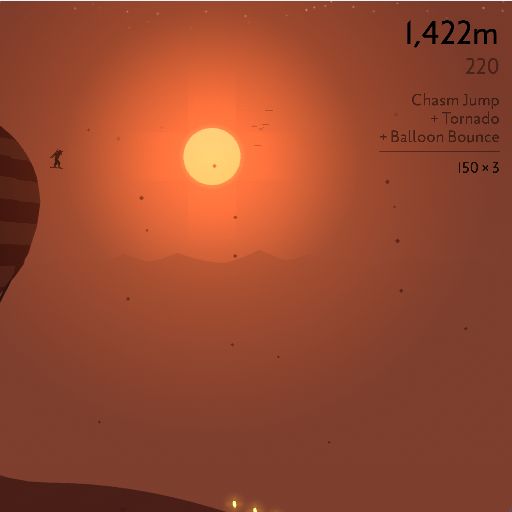 1,422m
220
Chasm Jump
+ Tornado
+ Balloon Bounce
150 × 3